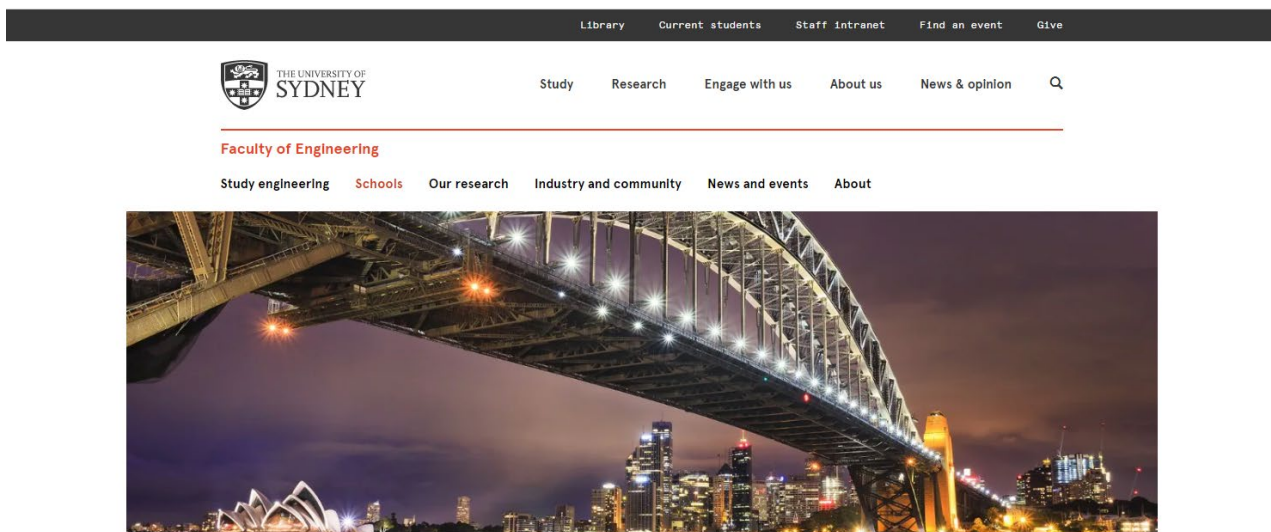 Library Current students Staff intranet Find an event Give
THE UNIVERSITY OF
SYDNEY
Study Research Engage with us About us News & opinion
Faculty of Engineering
Study engineering Schools Our research Industry and community News and events About